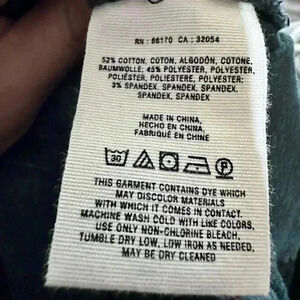 RN : 66170 CA : 32054
52% COTTON, COTON, ALGODÓN, COTONE,
BAUMWOLLE; 45% POLYESTER, POLYESTER,
POLIÉSTER, POLIESTERE, POLYESTER;
3% SPANDEX, SPANDEX, SPANDEX,
SPANDEX, SPANDEX
MADE IN CHINA,
HECHO EN CHINA,
FABRIQUÉ EN CHINE
30
THIS GARMENT CONTAINS DYE WHICH
MAY DISCOLOR MATERIALS
WITH WHICH IT COMES IN CONTACT.
MACHINE WASH COLD WITH LIKE COLORS.
USE ONLY NON-CHLORINE BLEACH.
TUMBLE DRY LOW, LOW IRON AS NEEDED.
MAY BE DRY CLEANED